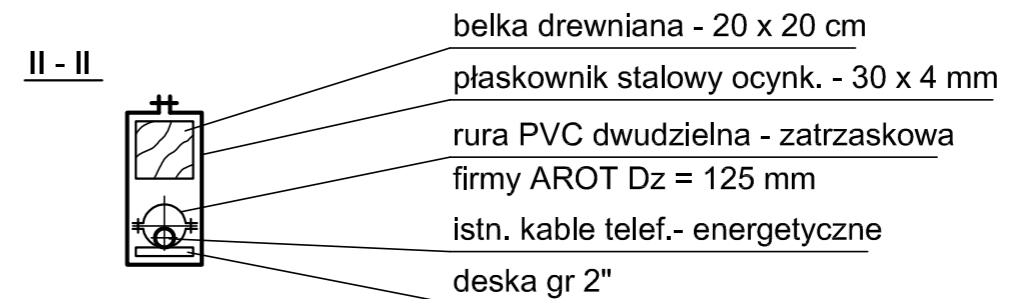 II - II
belka drewniana - 20 x 20 cm
płaskownik stalowy ocynk. - 30 x 4 mm
rura PVC dwudzielna - zatrzaskowa
firmy AROT Dz = 125 mm
istn. kable telef.- energetyczne
deska gr 2"